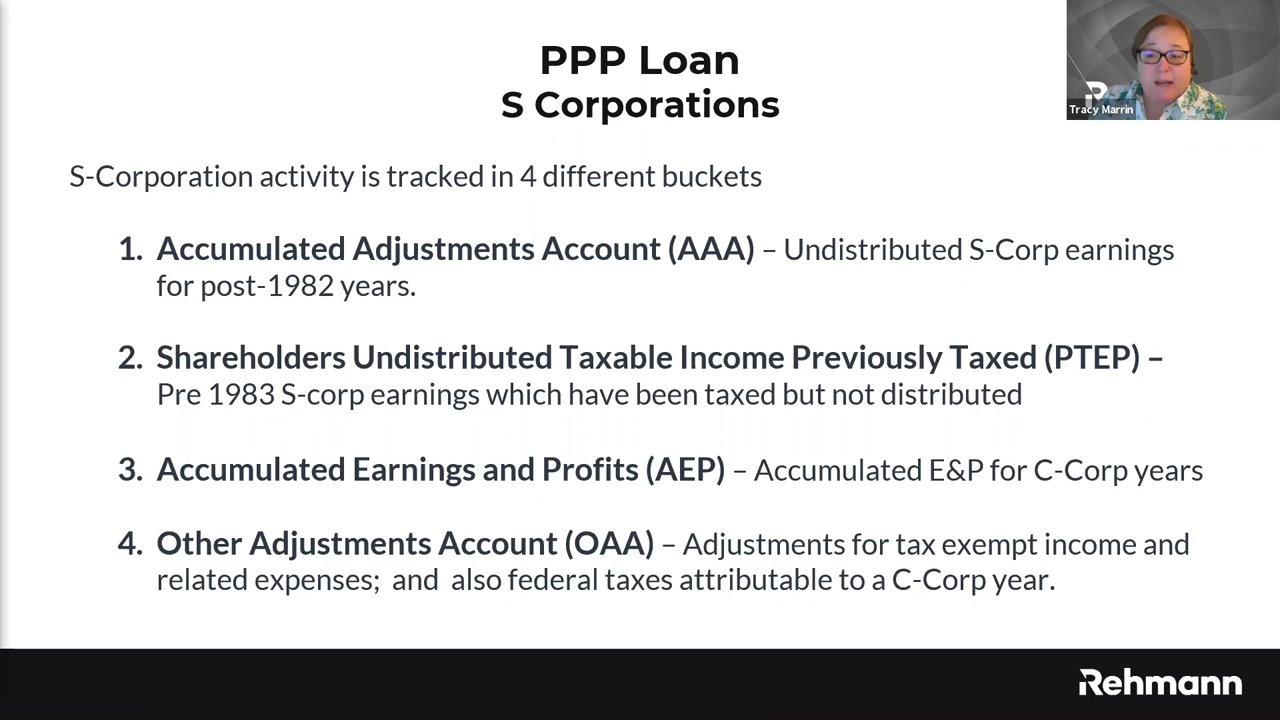 PPP Loan
S Corporations
Tracy Marrin
S-Corporation activity is tracked in 4 different buckets
1. Accumulated Adjustments Account (AAA) – Undistributed S-Corp earnings
for post-1982 years.
2. Shareholders Undistributed Taxable Income Previously Taxed (PTEP) –
Pre 1983 S-corp earnings which have been taxed but not distributed
3. Accumulated Earnings and Profits (AEP) – Accumulated E&P for C-Corp years
4. Other Adjustments Account (OAA) – Adjustments for tax exempt income and
related expenses; and also federal taxes attributable to a C-Corp year.
Rehmann